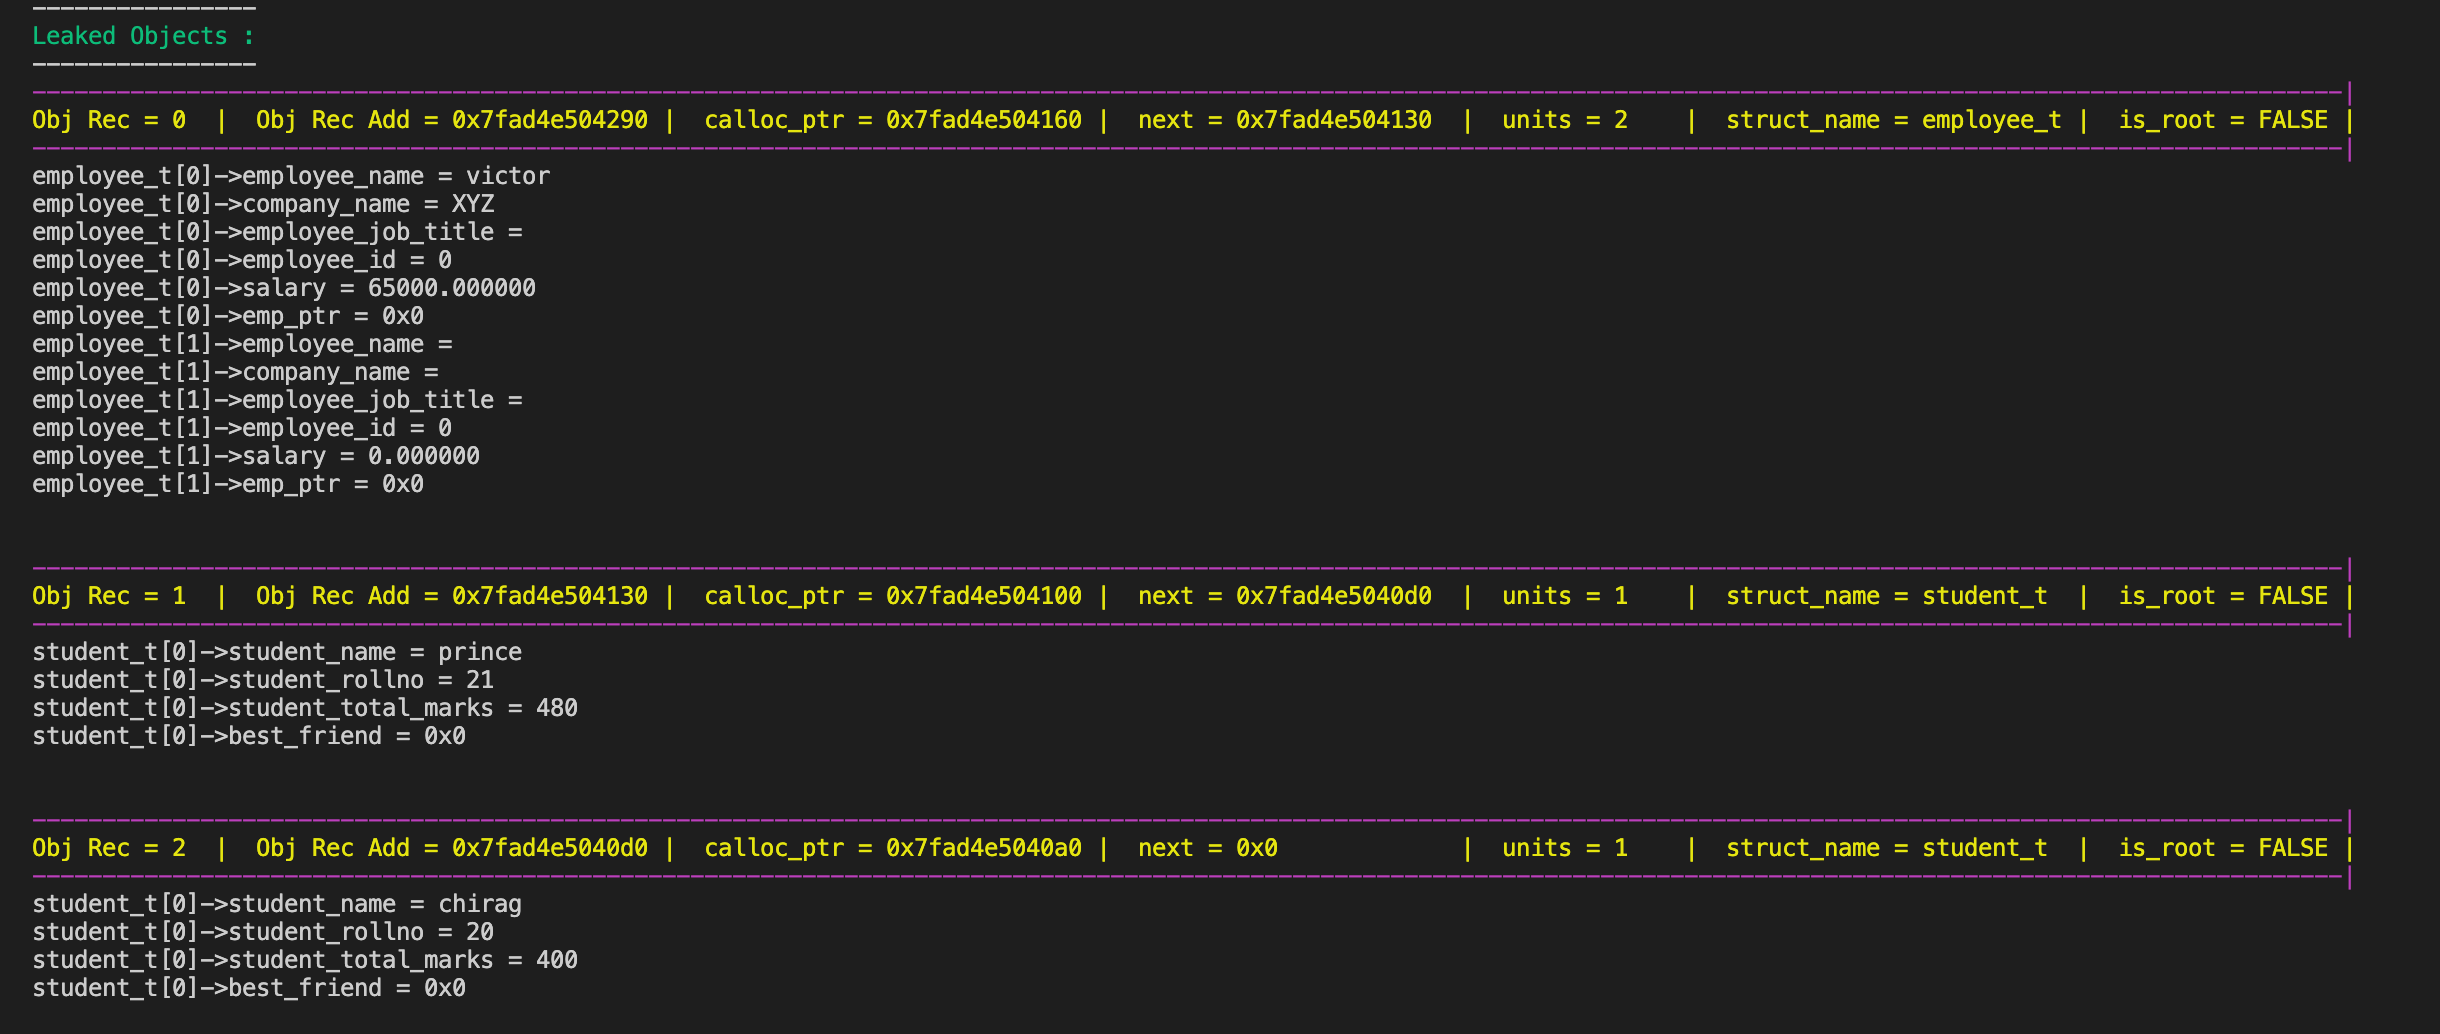 ----------------
Leaked Objects :
----------------
-----------------------------------------------------------------------------------------------------------------------------------------------------------------------|
Obj Rec = 0  |  Obj Rec Add = 0x7fad4e504290 |  calloc_ptr = 0x7fad4e504160 |  next = 0x7fad4e504130  |  units = 2    |  struct_name = employee_t |  is_root = FALSE |
-----------------------------------------------------------------------------------------------------------------------------------------------------------------------|
employee_t[0]->employee_name = victor
employee_t[0]->company_name = XYZ
employee_t[0]->employee_job_title =
employee_t[0]->employee_id = 0
employee_t[0]->salary = 65000.000000
employee_t[0]->emp_ptr = 0x0
employee_t[1]->employee_name =
employee_t[1]->company_name =
employee_t[1]->employee_job_title =
employee_t[1]->employee_id = 0
employee_t[1]->salary = 0.000000
employee_t[1]->emp_ptr = 0x0
-----------------------------------------------------------------------------------------------------------------------------------------------------------------------|
Obj Rec = 1  |  Obj Rec Add = 0x7fad4e504130 |  calloc_ptr = 0x7fad4e504100 |  next = 0x7fad4e5040d0  |  units = 1    |  struct_name = student_t  |  is_root = FALSE |
-----------------------------------------------------------------------------------------------------------------------------------------------------------------------|
student_t[0]->student_name = prince
student_t[0]->student_rollno = 21
student_t[0]->student_total_marks = 480
student_t[0]->best_friend = 0x0
-----------------------------------------------------------------------------------------------------------------------------------------------------------------------|
Obj Rec = 2  |  Obj Rec Add = 0x7fad4e5040d0 |  calloc_ptr = 0x7fad4e5040a0 |  next = 0x0             |  units = 1    |  struct_name = student_t  |  is_root = FALSE |
-----------------------------------------------------------------------------------------------------------------------------------------------------------------------|
student_t[0]->student_name = chirag
student_t[0]->student_rollno = 20
student_t[0]->student_total_marks = 400
student_t[0]->best_friend = 0x0